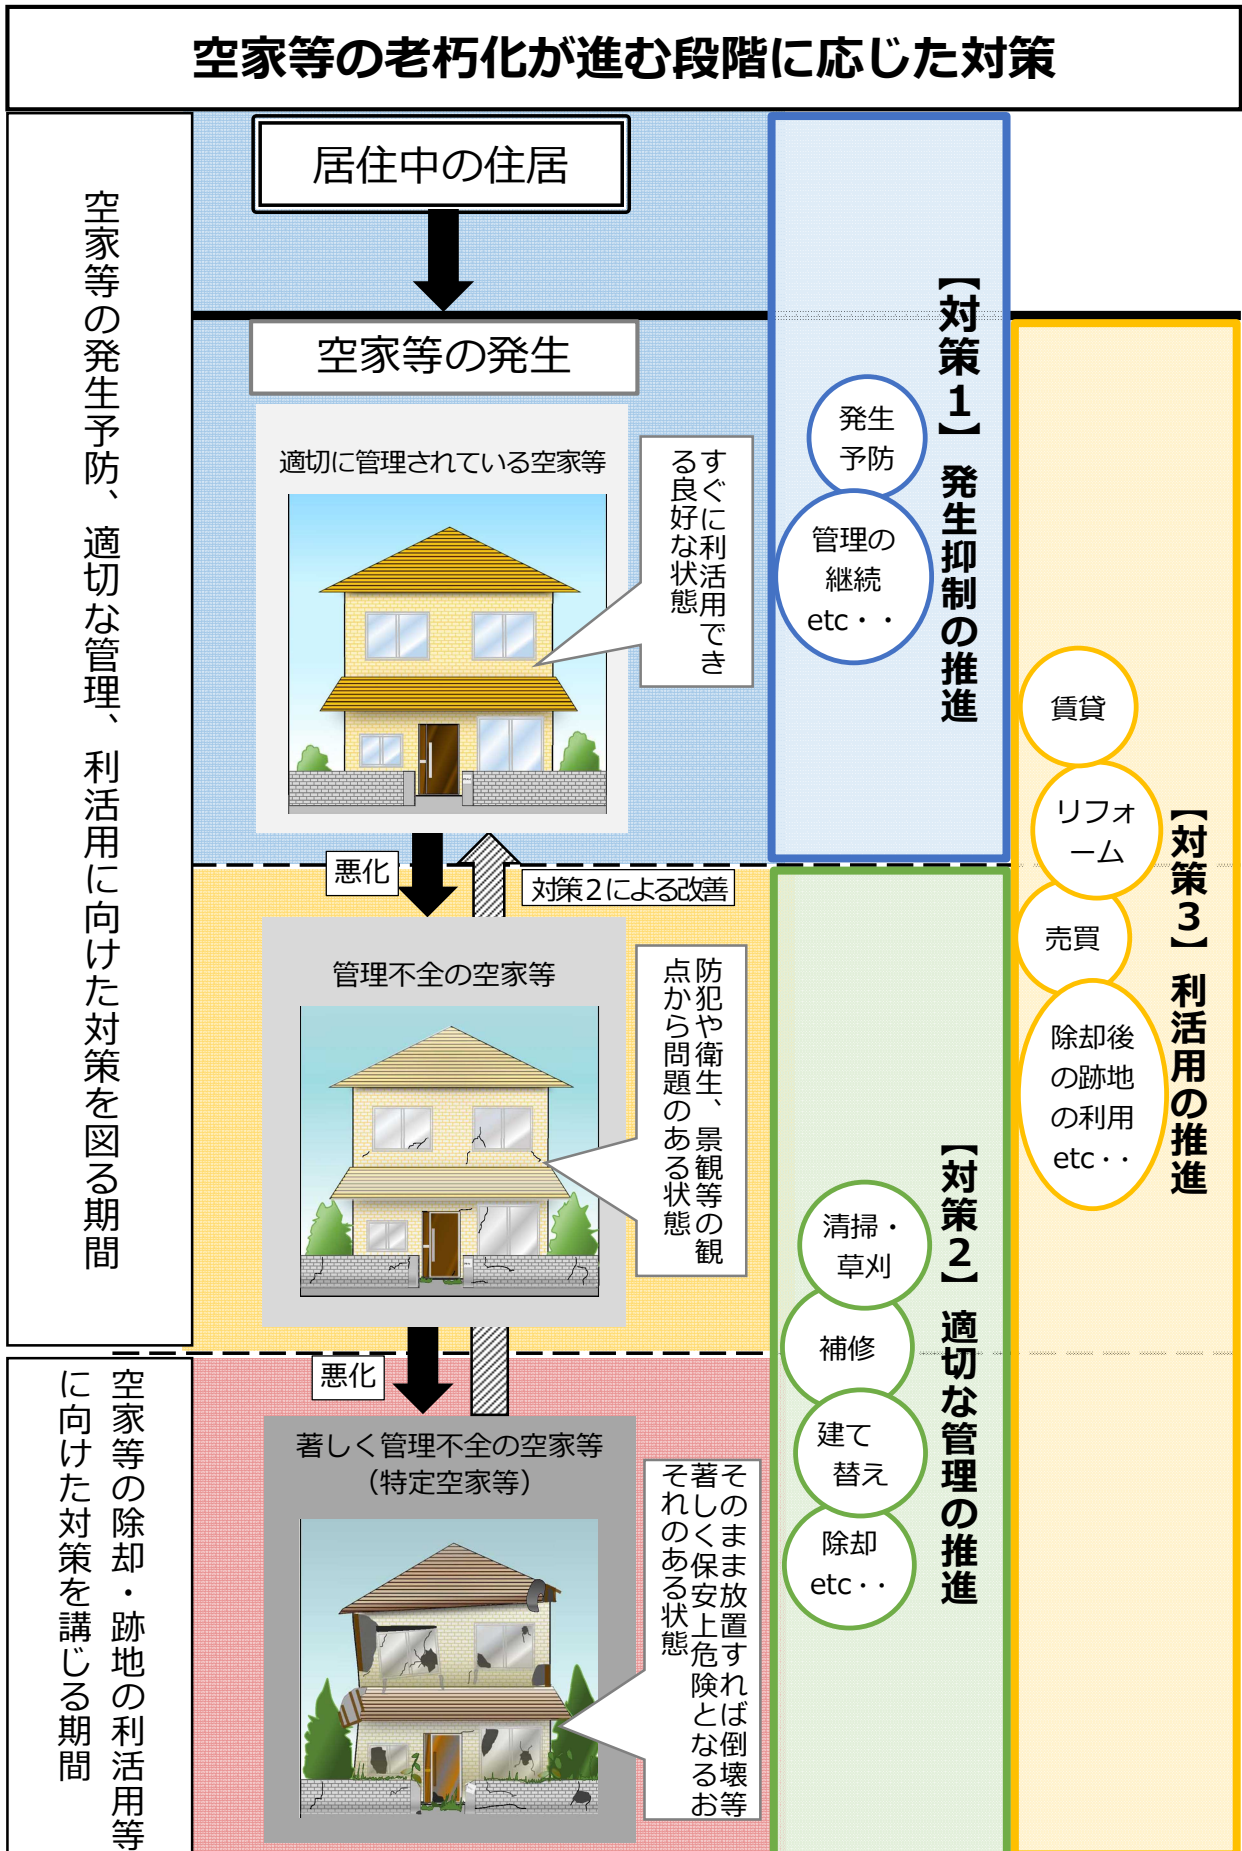 空家等の老朽化が進む段階に応じた対策
空家等の発生予防、適切な管理、利活用に向けた対策を図る期間
居住中の住居
空家等の発生
適切に管理されている空家等
すぐに利活用でき
る良好な状態
【対策1】発生抑制の推進
発生
予防
管理の
継続
etc・・
悪化
対策2による改善
管理不全の空家等
防犯や衛生、景観等の観
点から問題のある状態
【対策3】利活用の推進
賃貸
リフォ
ーム
売買
除却後
の跡地
の利用
etc・・
【対策2】適切な管理の推進
清掃・
草刈
補修
建て
替え
除却
etc・・
空家等の除却・跡地の利活用等
に向けた対策を講じる期間
悪化
著しく管理不全の空家等
（特定空家等）
そのまま放置すれば倒壊等
著しく保安上危険となるお
それのある状態